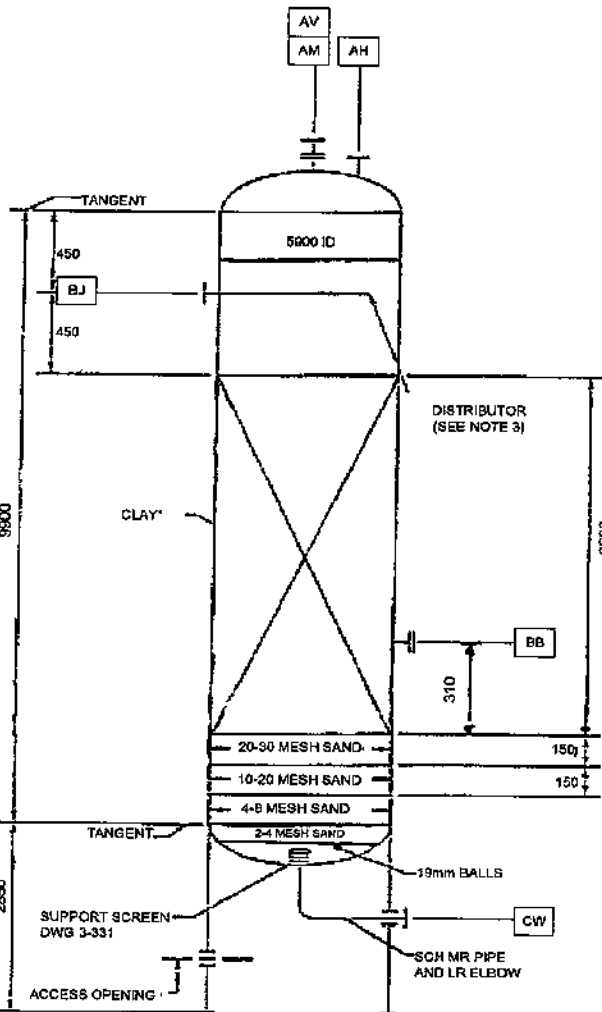 AV
AM
AH
TANGENT
5900 ID
450
BJ
450
DISTRIBUTOR
(SEE NOTE 3)
9900
CLAY*
BB
310
20-30 MESH SAND
150
10-20 MESH SAND
150
4-8 MESH SAND
TANGENT
2-4 MESH SAND
19mm BALLS
SUPPORT SCREEN
DWG 3-331
CW
SCH MR PIPE
AND LR ELBOW
ACCESS OPENING